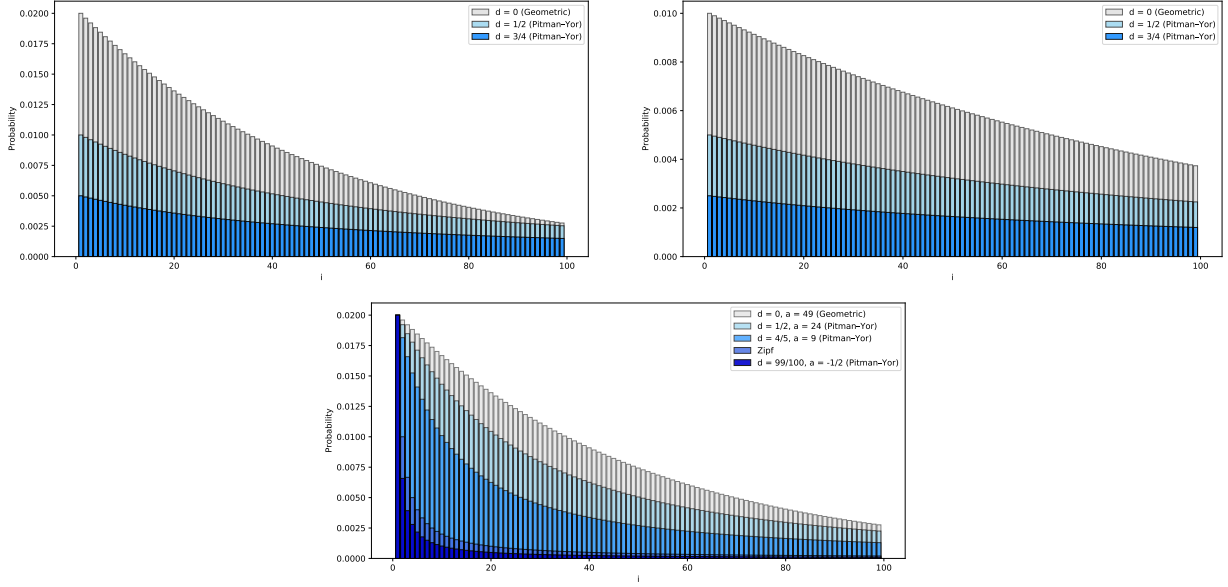 0.0200
0.0175
0.0150
0.0125
0.0100
0.0075
0.0050
0.0025
0.0000
Probability
0
20
40
60
80
100
i
d = 0 (Geometric)
d = 1/2 (Pitman–Yor)
d = 3/4 (Pitman–Yor)
0.010
0.008
0.006
0.004
0.002
0.000
Probability
0
20
40
60
80
100
i
d = 0 (Geometric)
d = 1/2 (Pitman–Yor)
d = 3/4 (Pitman–Yor)
0.0200
0.0175
0.0150
0.0125
0.0100
0.0075
0.0050
0.0025
0.0000
Probability
0
20
40
60
80
100
i
d = 0, a = 49 (Geometric)
d = 1/2, a = 24 (Pitman–Yor)
d = 4/5, a = 9 (Pitman–Yor)
Zipf
d = 99/100, a = -1/2 (Pitman–Yor)